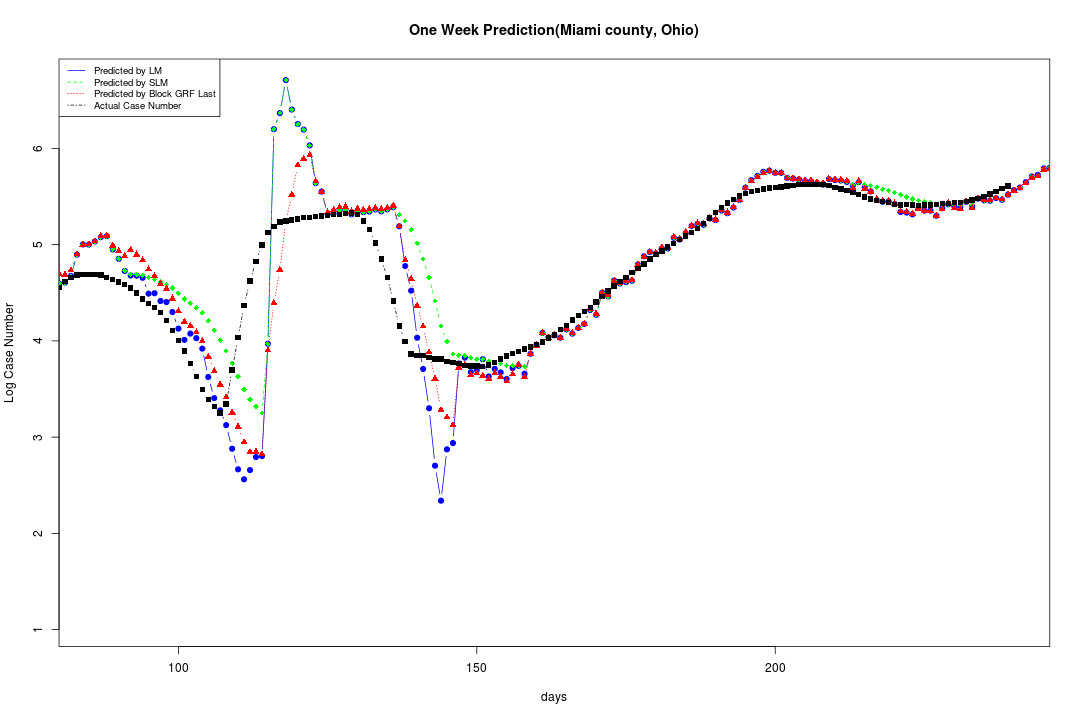 One Week Prediction(Miami county, Ohio)
Predicted by LM
Predicted by SLM
Predicted by Block GRF Last
Actual Case Number
6
5
4
3
2
1
Log Case Number
100 150 200
days